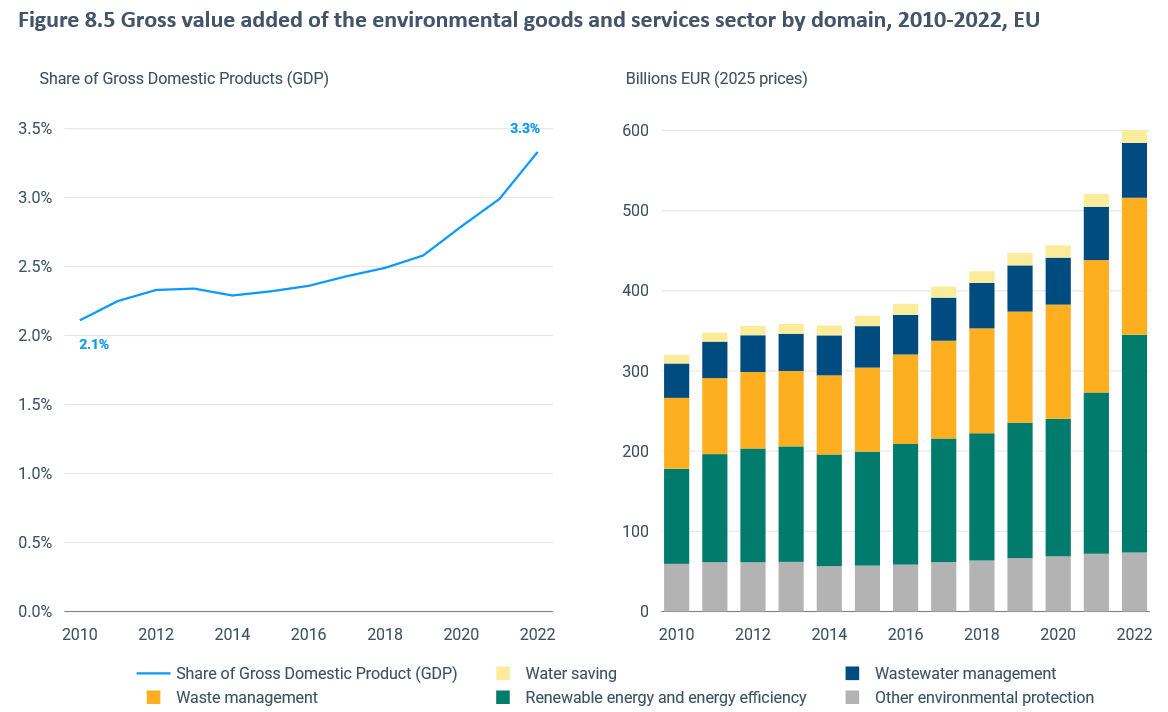 Figure 8.5 Gross value added of the environmental goods and services sector by domain, 2010-2022, EU
Share of Gross Domestic Products (GDP)
3.5%
3.0%
2.5%
2.0%
1.5%
1.0%
0.5%
0.0%
3.3%
2.1%
2010 2012 2014 2016 2018 2020 2022
Billions EUR (2025 prices)
600
500
400
300
200
100
0
2010 2012 2014 2016 2018 2020 2022
Share of Gross Domestic Product (GDP) Water saving Wastewater management
Waste management Renewable energy and energy efficiency Other environmental protection